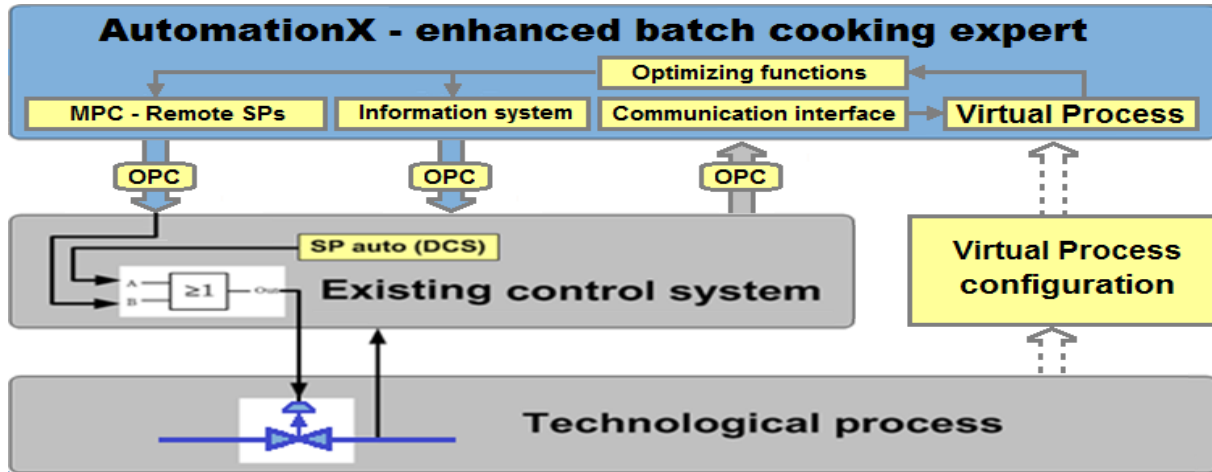 AutomationX - enhanced batch cooking expert
Optimizing functions
MPC - Remote SPs
Information system
Communication interface
Virtual Process
OPC
OPC
OPC
SP auto (DCS)
A
B
≥1
Out
Existing control system
Virtual Process
configuration
Technological process